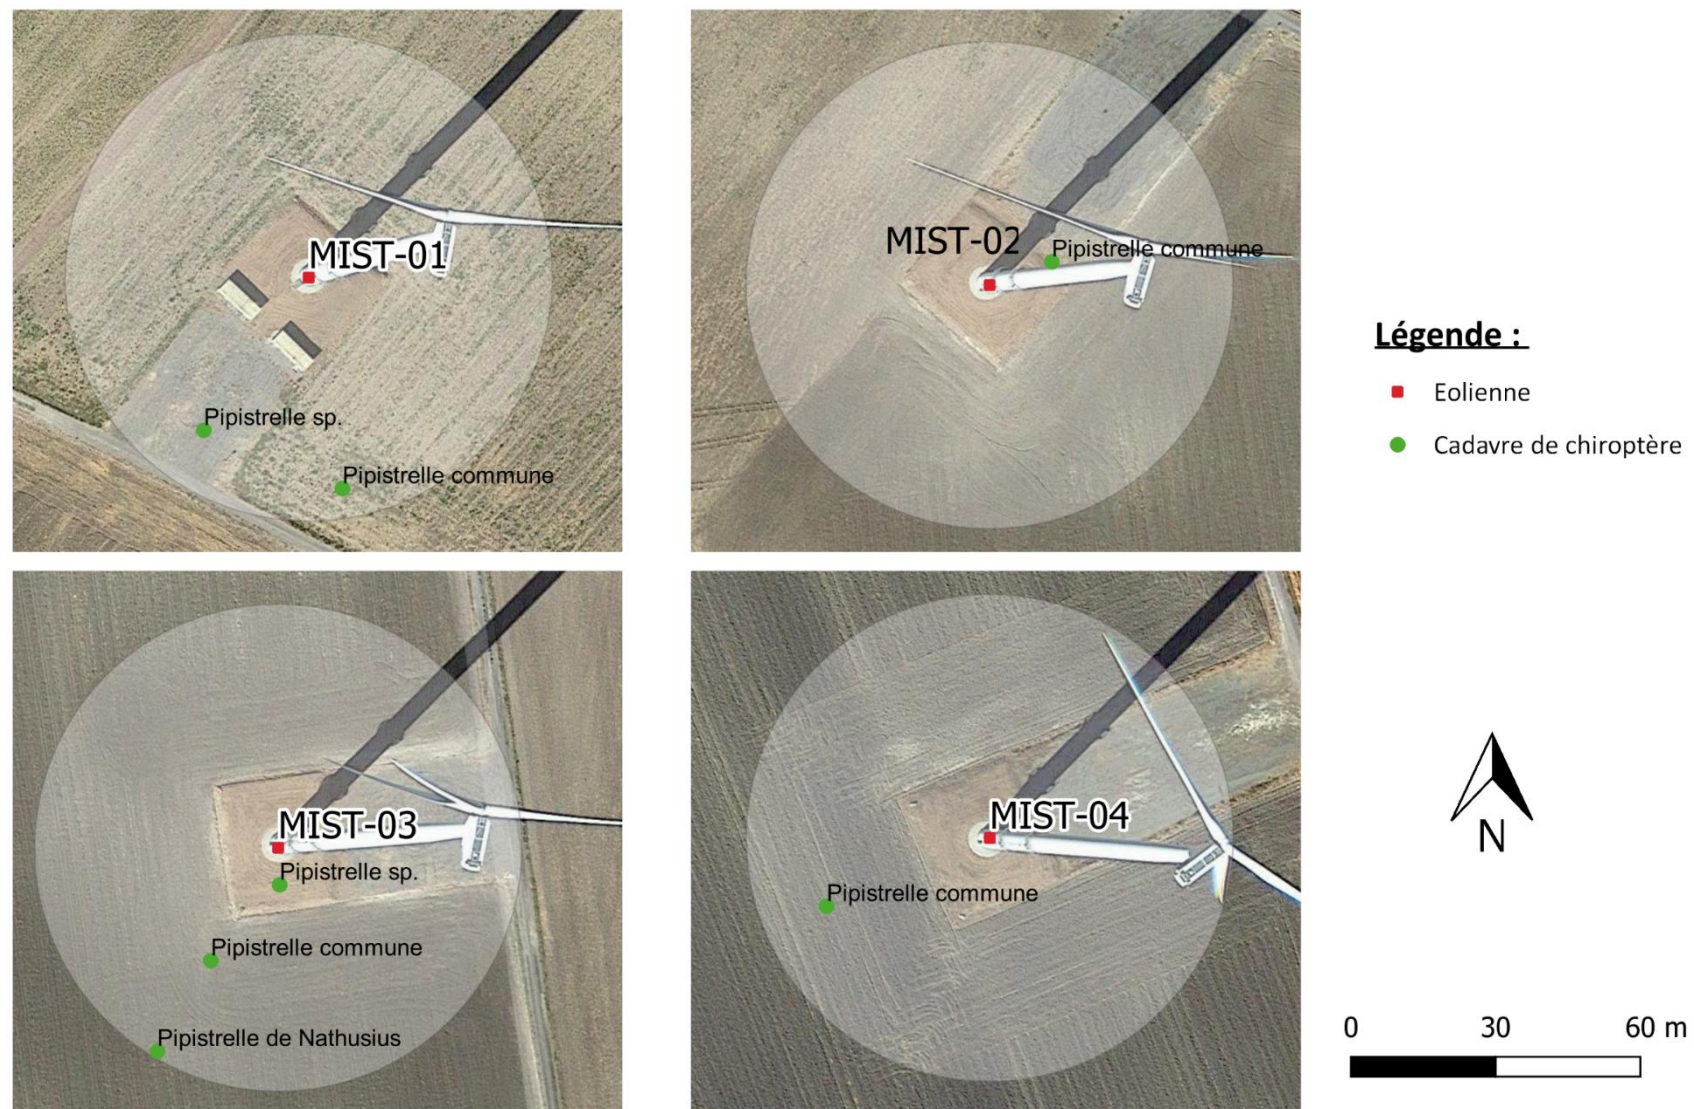 MIST-01
Pipistrelle sp.
Pipistrelle commune
MIST-02
Pipistrelle commune
Légende :
Eolienne
Cadavre de chiroptère
MIST-03
Pipistrelle sp.
Pipistrelle commune
Pipistrelle de Nathusius
MIST-04
Pipistrelle commune
N
0 30 60 m